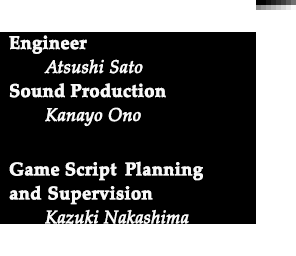 Engineer
Atsushi Sato
Sound Production
Kanayo Ono
Game Script Planning
and Supervision
Kazuki Nakashima